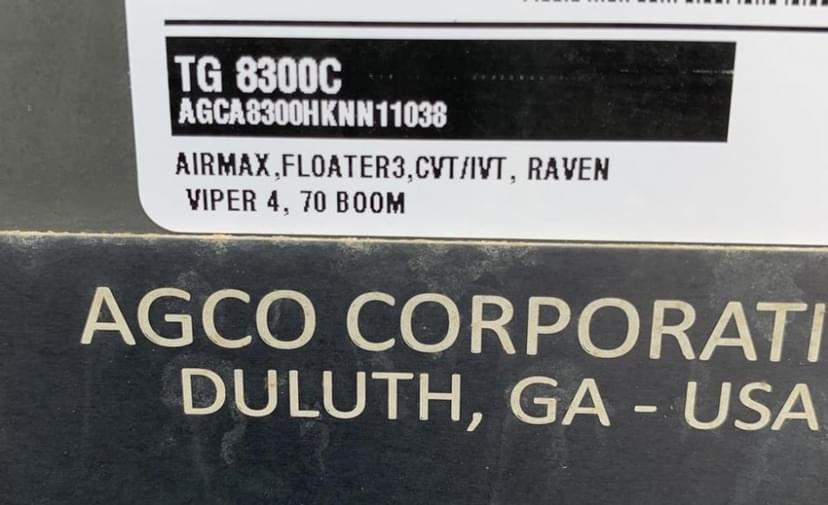 TG 8300C
AGCA8300HKNN11038
AIRMAX,FLOATER3,CVT/IVT, RAVEN
VIPER 4, 70 BOOM
AGCO CORPORATI
DULUTH, GA - USA